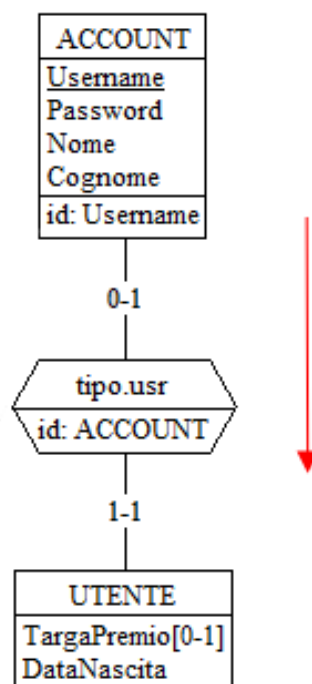 ACCOUNT
Username
Password
Nome
Cognome
id: Username
0-1
tipo.usr
id: ACCOUNT
1-1
UTENTE
TargaPremio[0-1]
DataNascita